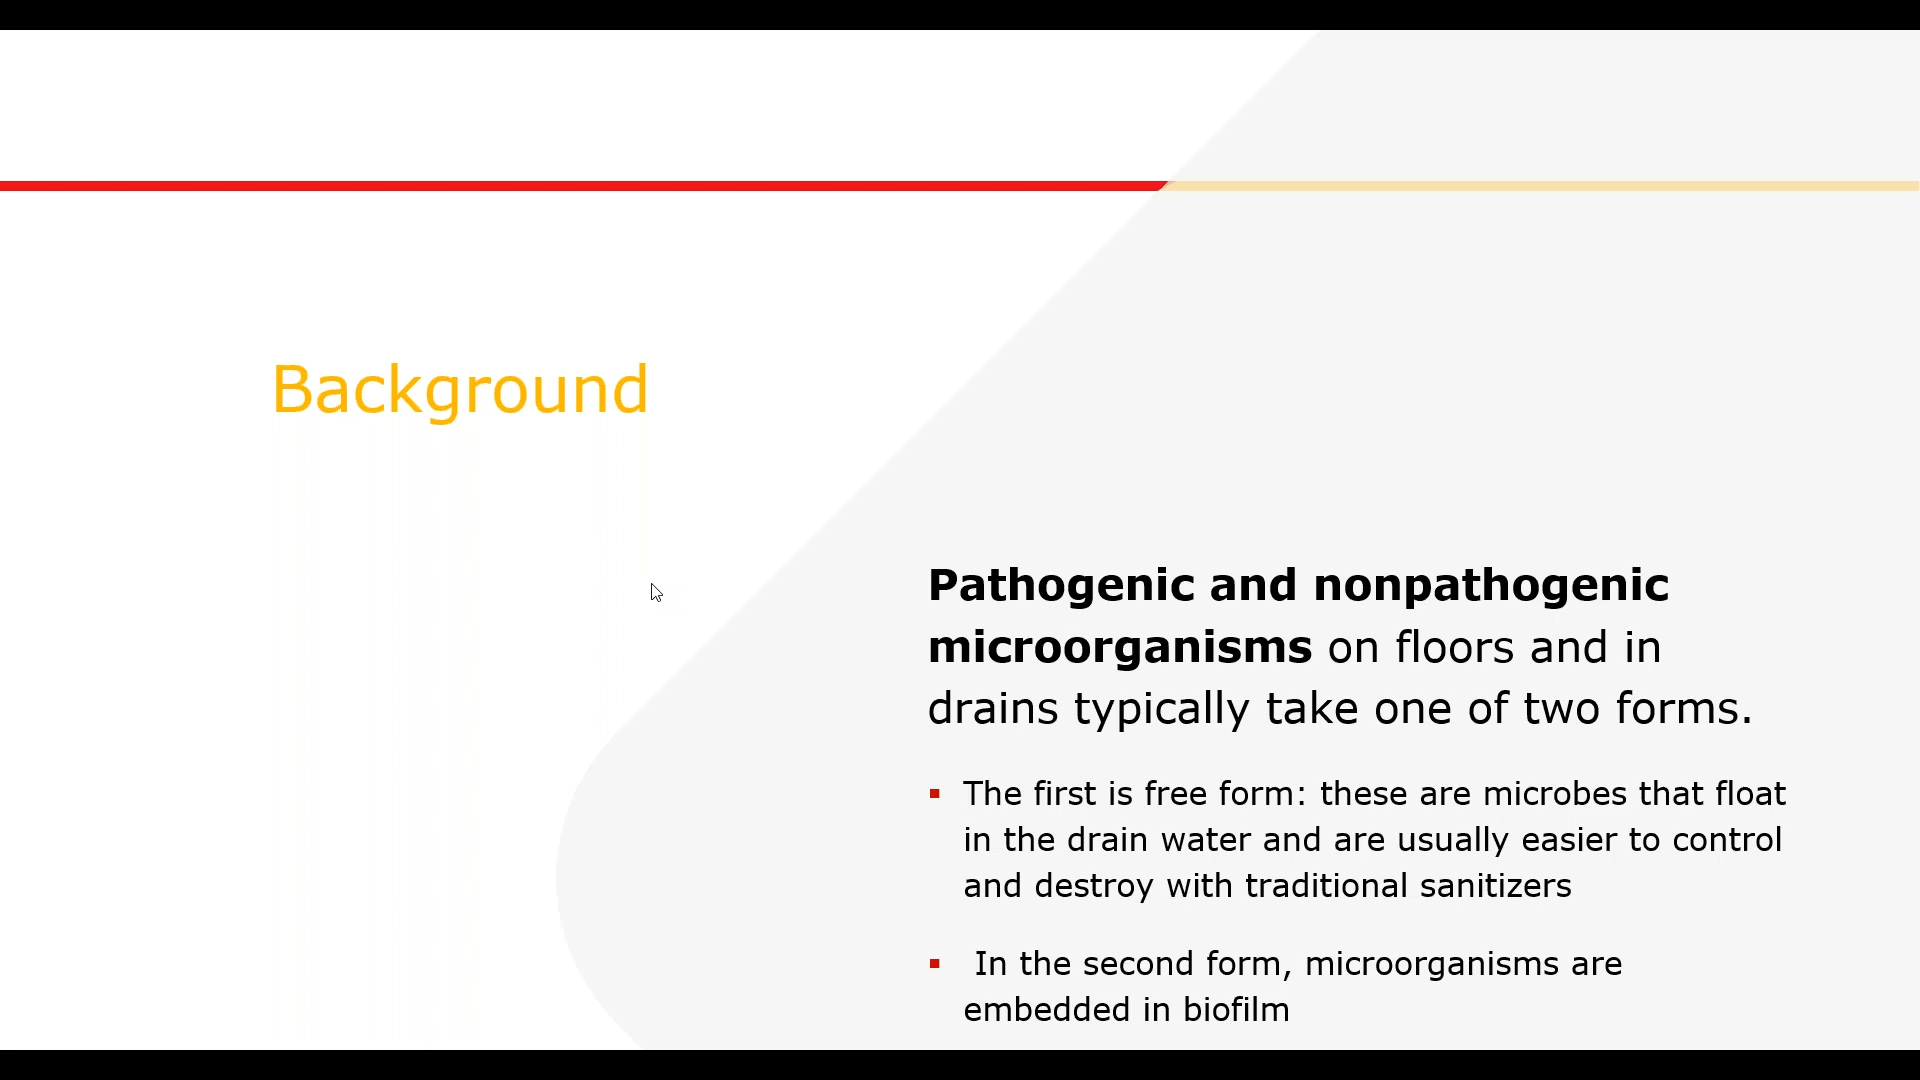 Background
Pathogenic and nonpathogenic
microorganisms on floors and in
drains typically take one of two forms.
▪ The first is free form: these are microbes that float
in the drain water and are usually easier to control
and destroy with traditional sanitizers
▪ In the second form, microorganisms are
embedded in biofilm